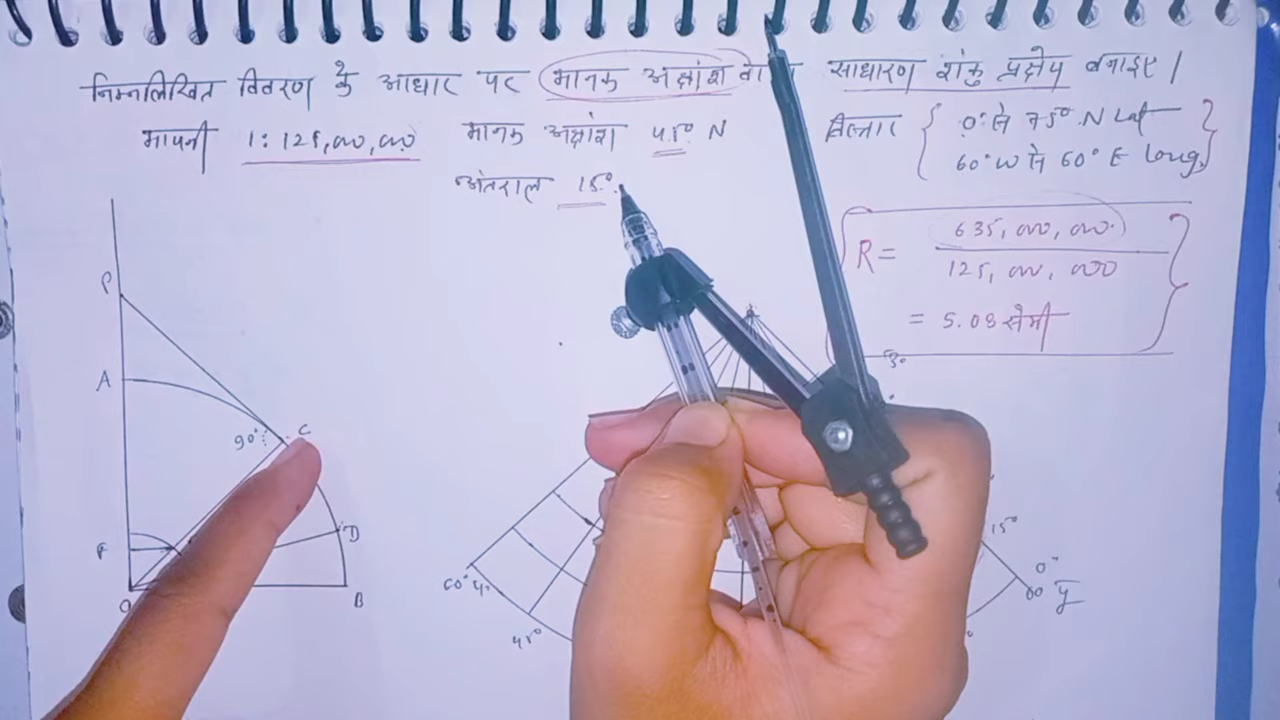 निम्नलिखित विवरण के आधार पर मानक अक्षांश साधारण शंकु प्रक्षेप बनाइए।
मापनी 1:125,000,000 मानक अक्षांश 45° N विस्तार 0° से 75° N Lat
60° W से 60° E Long.
अंतराल 15°
R = 635,000,000
125,000,000
= 5.08 सेमी
P
A
90° C
D
O B
15°
0°
60° पू
45°